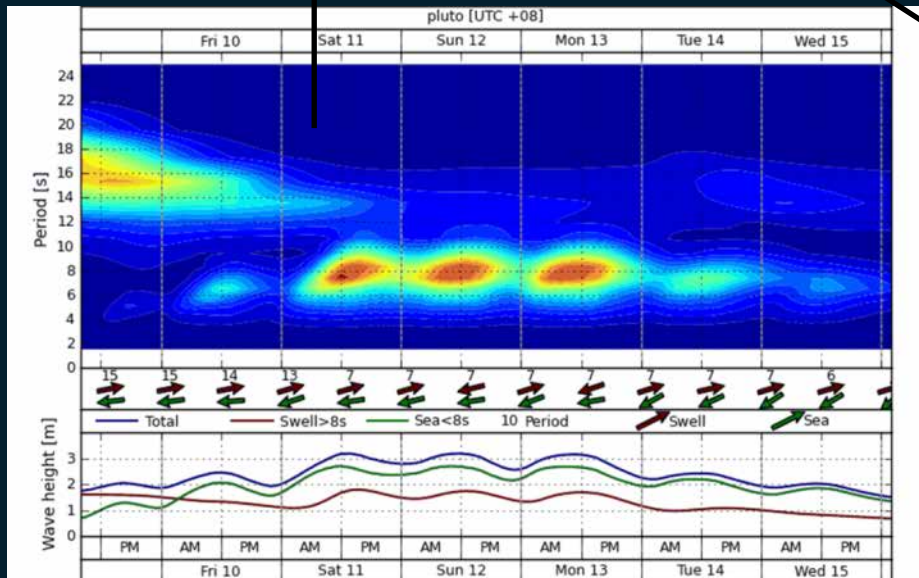 pluto [UTC +08]
Fri 10 Sat 11 Sun 12 Mon 13 Tue 14 Wed 15
Period [s]
24
22
20
18
16
14
12
10
8
6
4
2
0
15 15 14 13 7 7 7 7 7 7 7 7 6
Total Swell>8s Sea<8s 10 Period Swell Sea
Wave height [m]
3
2
1
0
PM AM PM AM PM AM PM AM PM AM PM AM PM
Fri 10 Sat 11 Sun 12 Mon 13 Tue 14 Wed 15